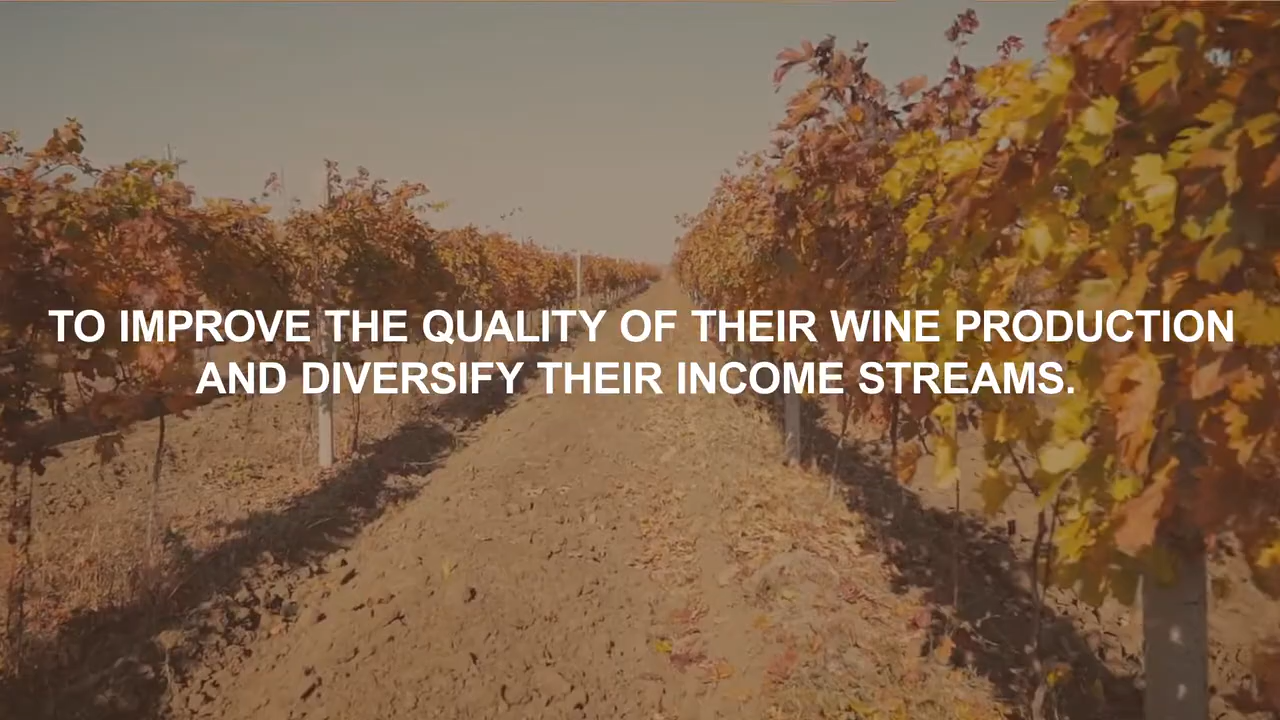 TO IMPROVE THE QUALITY OF THEIR WINE PRODUCTION
AND DIVERSIFY THEIR INCOME STREAMS.